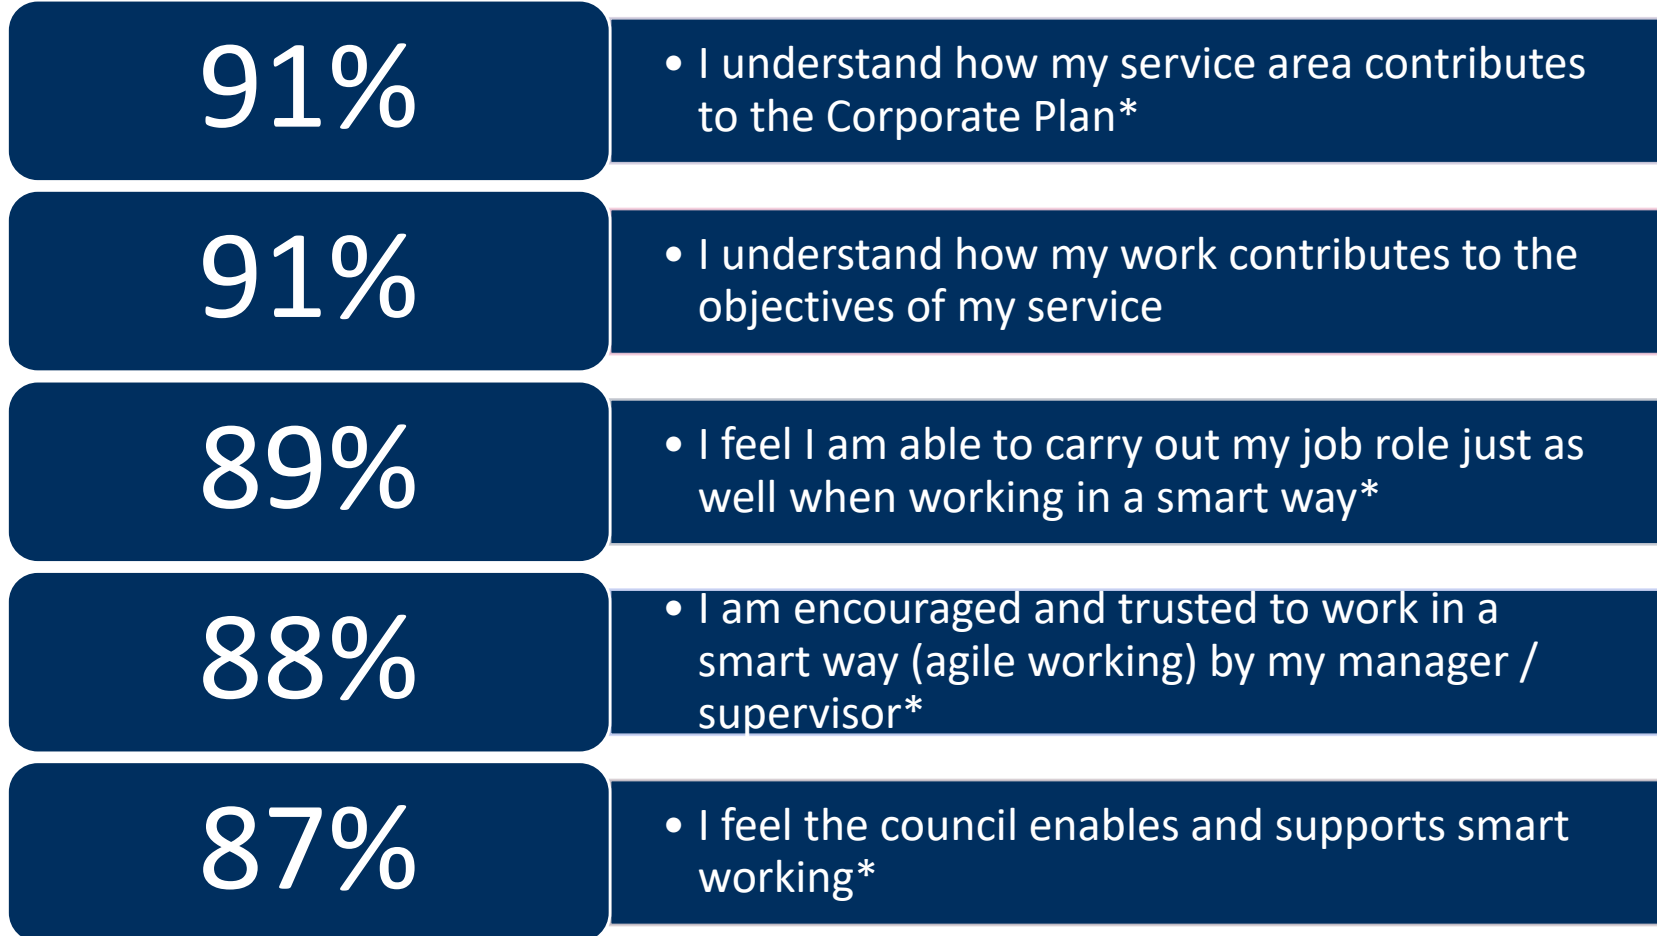 91%
• I understand how my service area contributes
to the Corporate Plan*
91%
• I understand how my work contributes to the
objectives of my service
89%
• I feel I am able to carry out my job role just as
well when working in a smart way*
88%
• I am encouraged and trusted to work in a
smart way (agile working) by my manager /
supervisor*
87%
• I feel the council enables and supports smart
working*